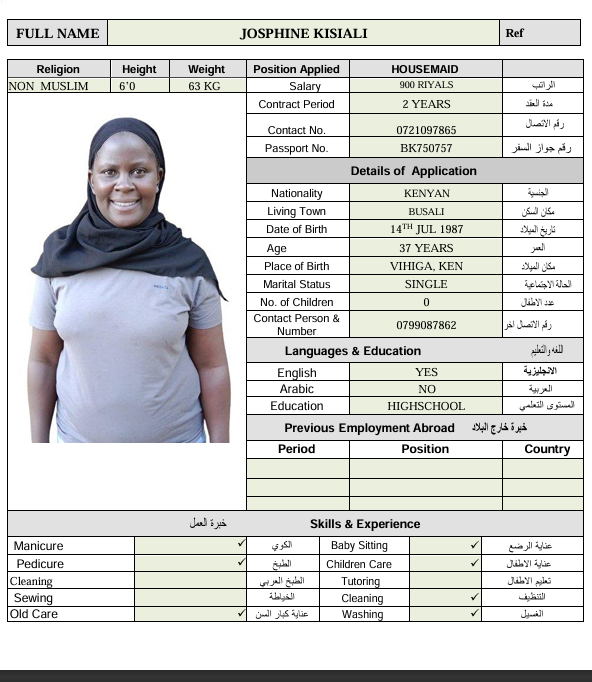 FULL NAME JOSPHINE KISIALI Ref
Religion Height Weight Position Applied HOUSEMAID
NON MUSLIM 6'0 63 KG Salary 900 RIYALS الراتب
Contract Period 2 YEARS مدة العقد
Contact No. 0721097865 رقم الاتصال
Passport No. BK750757 رقم جواز السفر
Details of Application
Nationality KENYAN الجنسية
Living Town BUSALI مكان السكن
Date of Birth 14TH JUL 1987 تاريخ الميلاد
Age 37 YEARS العمر
Place of Birth VIHIGA, KEN مكان الميلاد
Marital Status SINGLE الحالة الاجتماعية
No. of Children 0 عدد الاطفال
Contact Person & Number 0799087862 رقم الاتصال اخر
Languages & Education اللغه والتعليم
English YES الانجليزية
Arabic NO العربية
Education HIGHSCHOOL المستوى التعلمي
Previous Employment Abroad خبرة خارج البلاد
Period Position Country
خبرة العمل Skills & Experience
Manicure ✓ الكوي Baby Sitting ✓ عناية الرضع
Pedicure ✓ الطبخ Children Care ✓ عناية الاطفال
Cleaning الطبخ العربي Tutoring تعليم الاطفال
Sewing الخياطة Cleaning ✓ التنظيف
Old Care ✓ عناية كبار السن Washing ✓ الغسيل